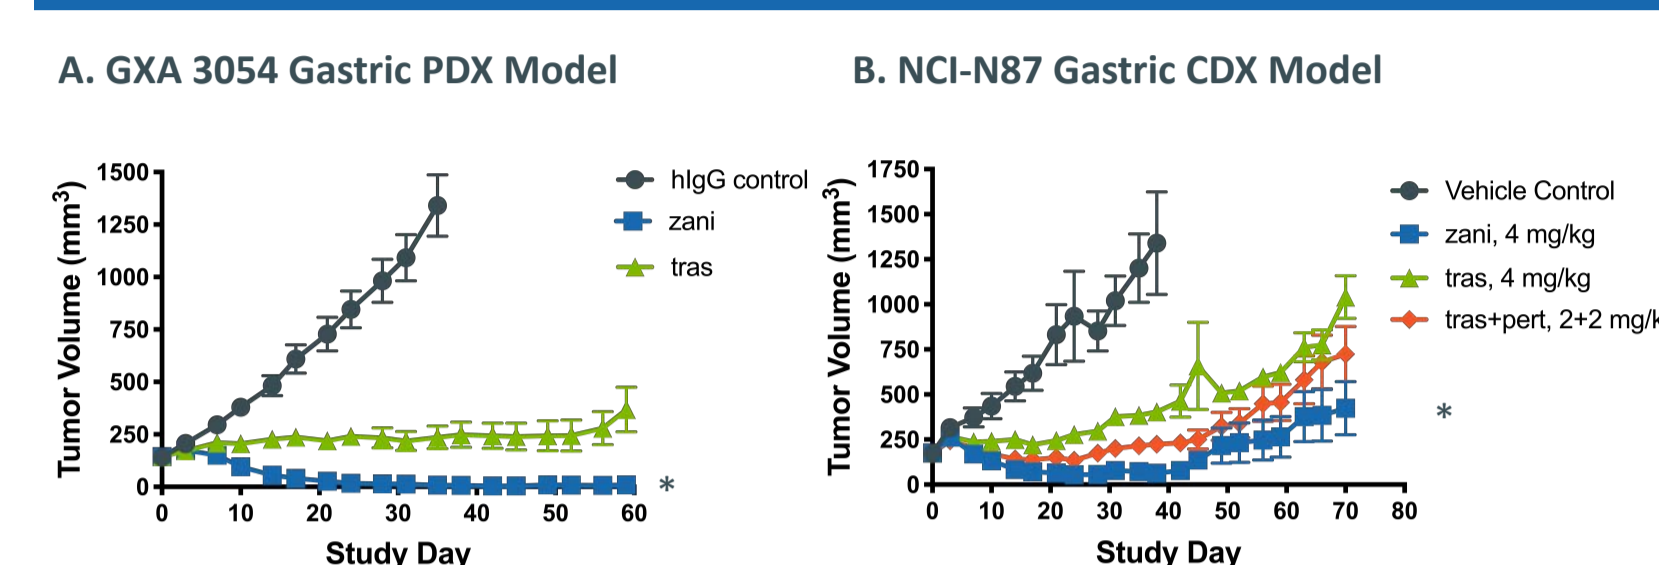 A. GXA 3054 Gastric PDX Model
Tumor Volume (mm³)
1500
1250
1000
750
500
250
0
0 10 20 30 40 50 60
Study Day
hIgG control
zani
tras
*
B. NCI-N87 Gastric CDX Model
Tumor Volume (mm³)
1750
1500
1250
1000
750
500
250
0
0 10 20 30 40 50 60 70 80
Study Day
Vehicle Control
zani, 4 mg/kg
tras, 4 mg/kg
tras+pert, 2+2 mg/k
*